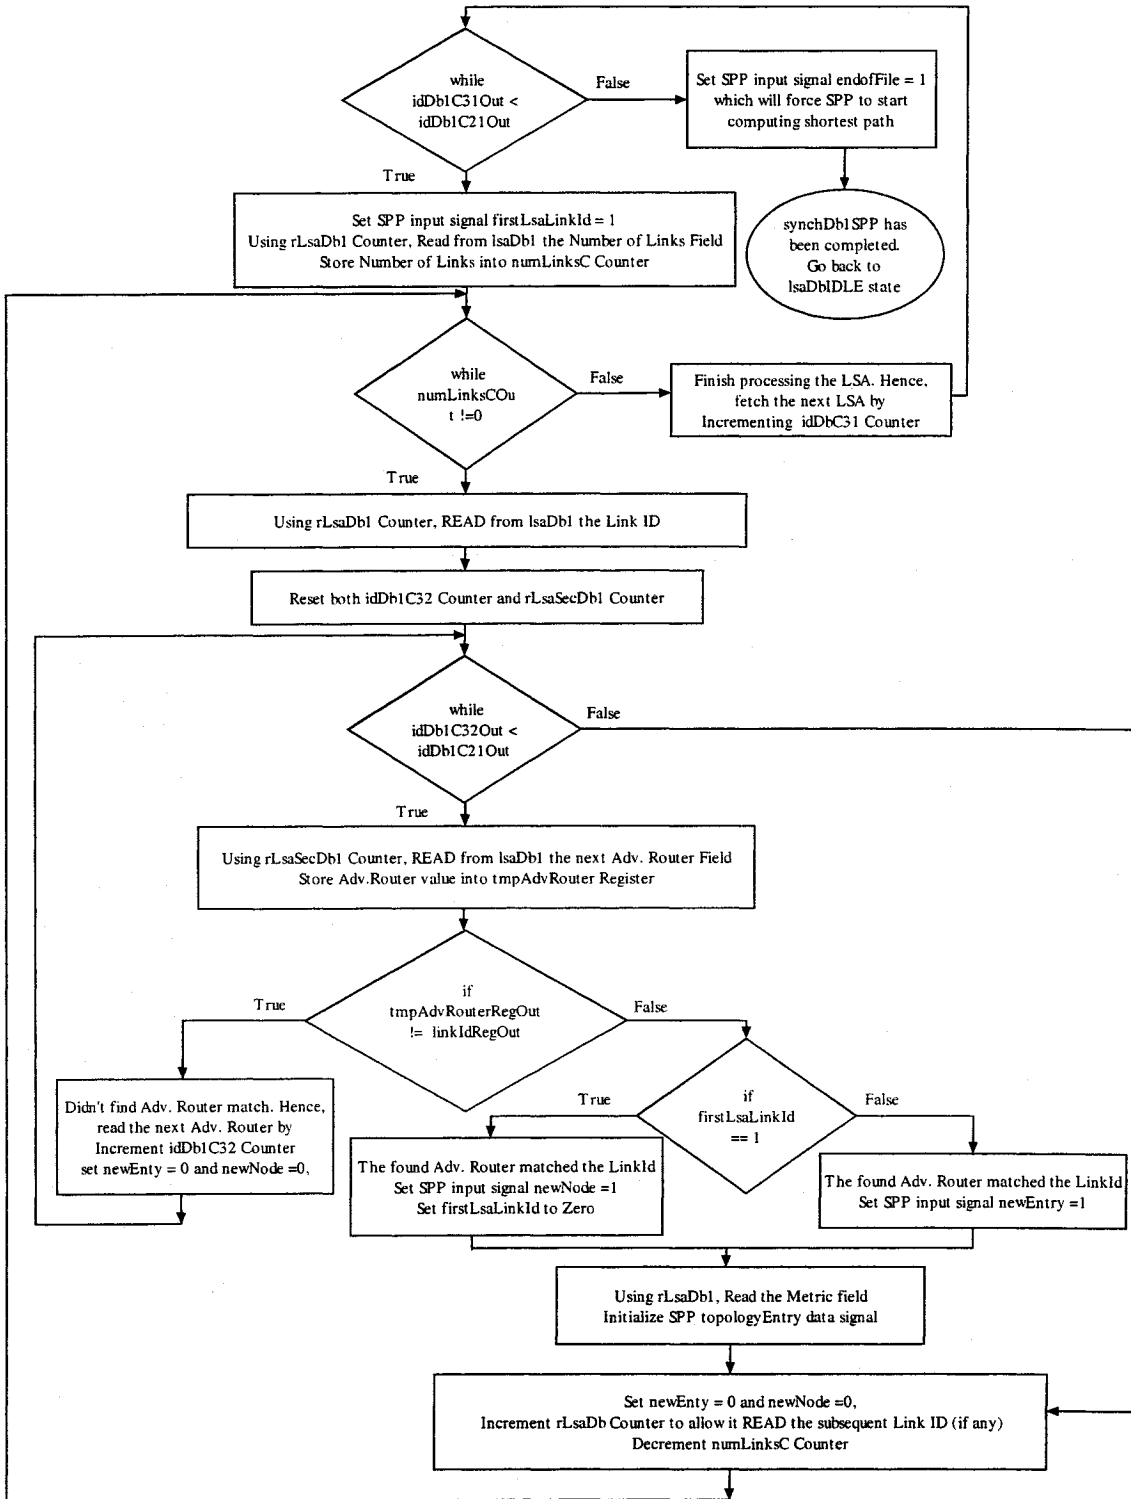 while
idDb1C31Out <
idDb1C21Out
False
Set SPP input signal endofFile = 1
which will force SPP to start
computing shortest path
True
synchDb1SPP has
been completed.
Go back to
lsaDbIDLE state
Set SPP input signal firstLsaLinkId = 1
Using rLsaDb1 Counter, Read from lsaDb1 the Number of Links Field
Store Number of Links into numLinksC Counter
while
numLinksCOu
t !=0
False
Finish processing the LSA. Hence,
fetch the next LSA by
Incrementing idDbC31 Counter
True
Using rLsaDb1 Counter, READ from lsaDb1 the Link ID
Reset both idDb1C32 Counter and rLsaSecDb1 Counter
while
idDb1C32Out <
idDb1C21Out
False
True
Using rLsaSecDb1 Counter, READ from lsaDb1 the next Adv. Router Field
Store Adv.Router value into tmpAdvRouter Register
if
tmpAdvRouterRegOut
!= linkIdRegOut
True
False
Didn't find Adv. Router match. Hence,
read the next Adv. Router by
Increment idDb1C32 Counter
set newEnty = 0 and newNode =0,
if
firstLsaLinkId
== 1
True
False
The found Adv. Router matched the LinkId
Set SPP input signal newNode =1
Set firstLsaLinkId to Zero
The found Adv. Router matched the LinkId
Set SPP input signal newEntry =1
Using rLsaDb1, Read the Metric field
Initialize SPP topologyEntry data signal
Set newEnty = 0 and newNode =0,
Increment rLsaDb Counter to allow it READ the subsequent Link ID (if any)
Decrement numLinksC Counter